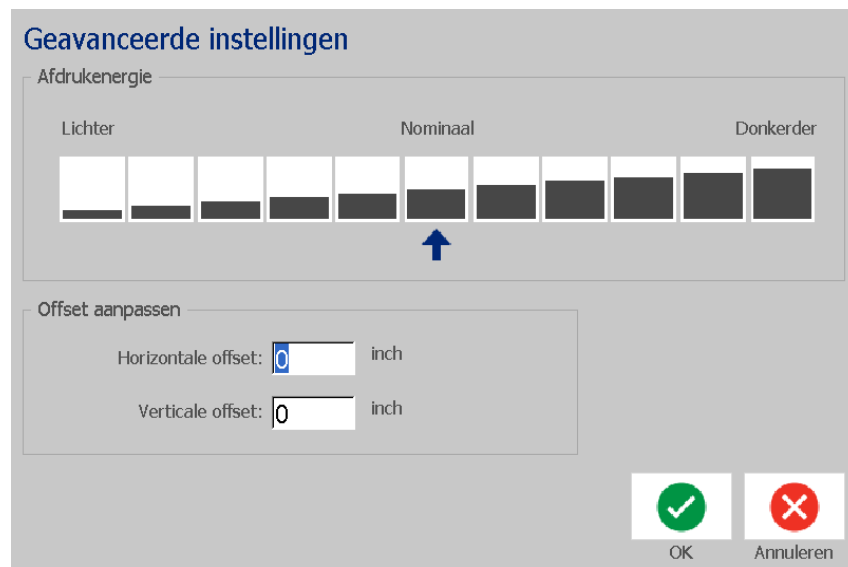 Geavanceerde instellingen
Afdrukenergie
Lichter Nominaal Donkerder
Offset aanpassen
Horizontale offset: 0 inch
Verticale offset: 0 inch
OK Annuleren